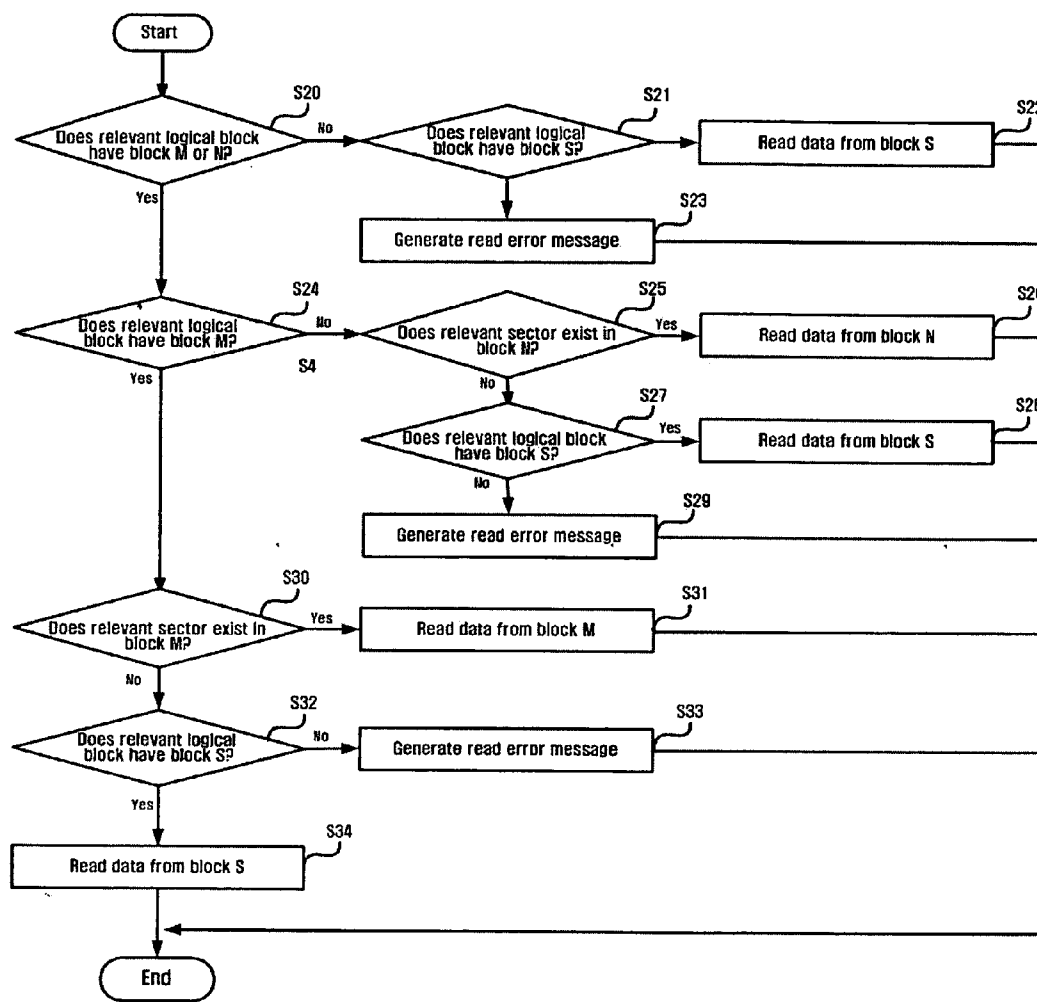 Start
S20
Does relevant logical block
have block M or N?
No
Yes
S21
Does relevant logical
block have block S?
S22
Read data from block S
S23
Generate read error message
S24
Does relevant logical
block have block M?
No
Yes
S4
S25
Does relevant sector exist in
block N?
Yes
No
Read data from block N
S27
Does relevant logical block
have block S?
Yes
No
S28
Read data from block S
S29
Generate read error message
S30
Does relevant sector exist in
block M?
Yes
No
S31
Read data from block M
S32
Does relevant logical
block have block S?
No
Yes
S33
Generate read error message
S34
Read data from block S
End